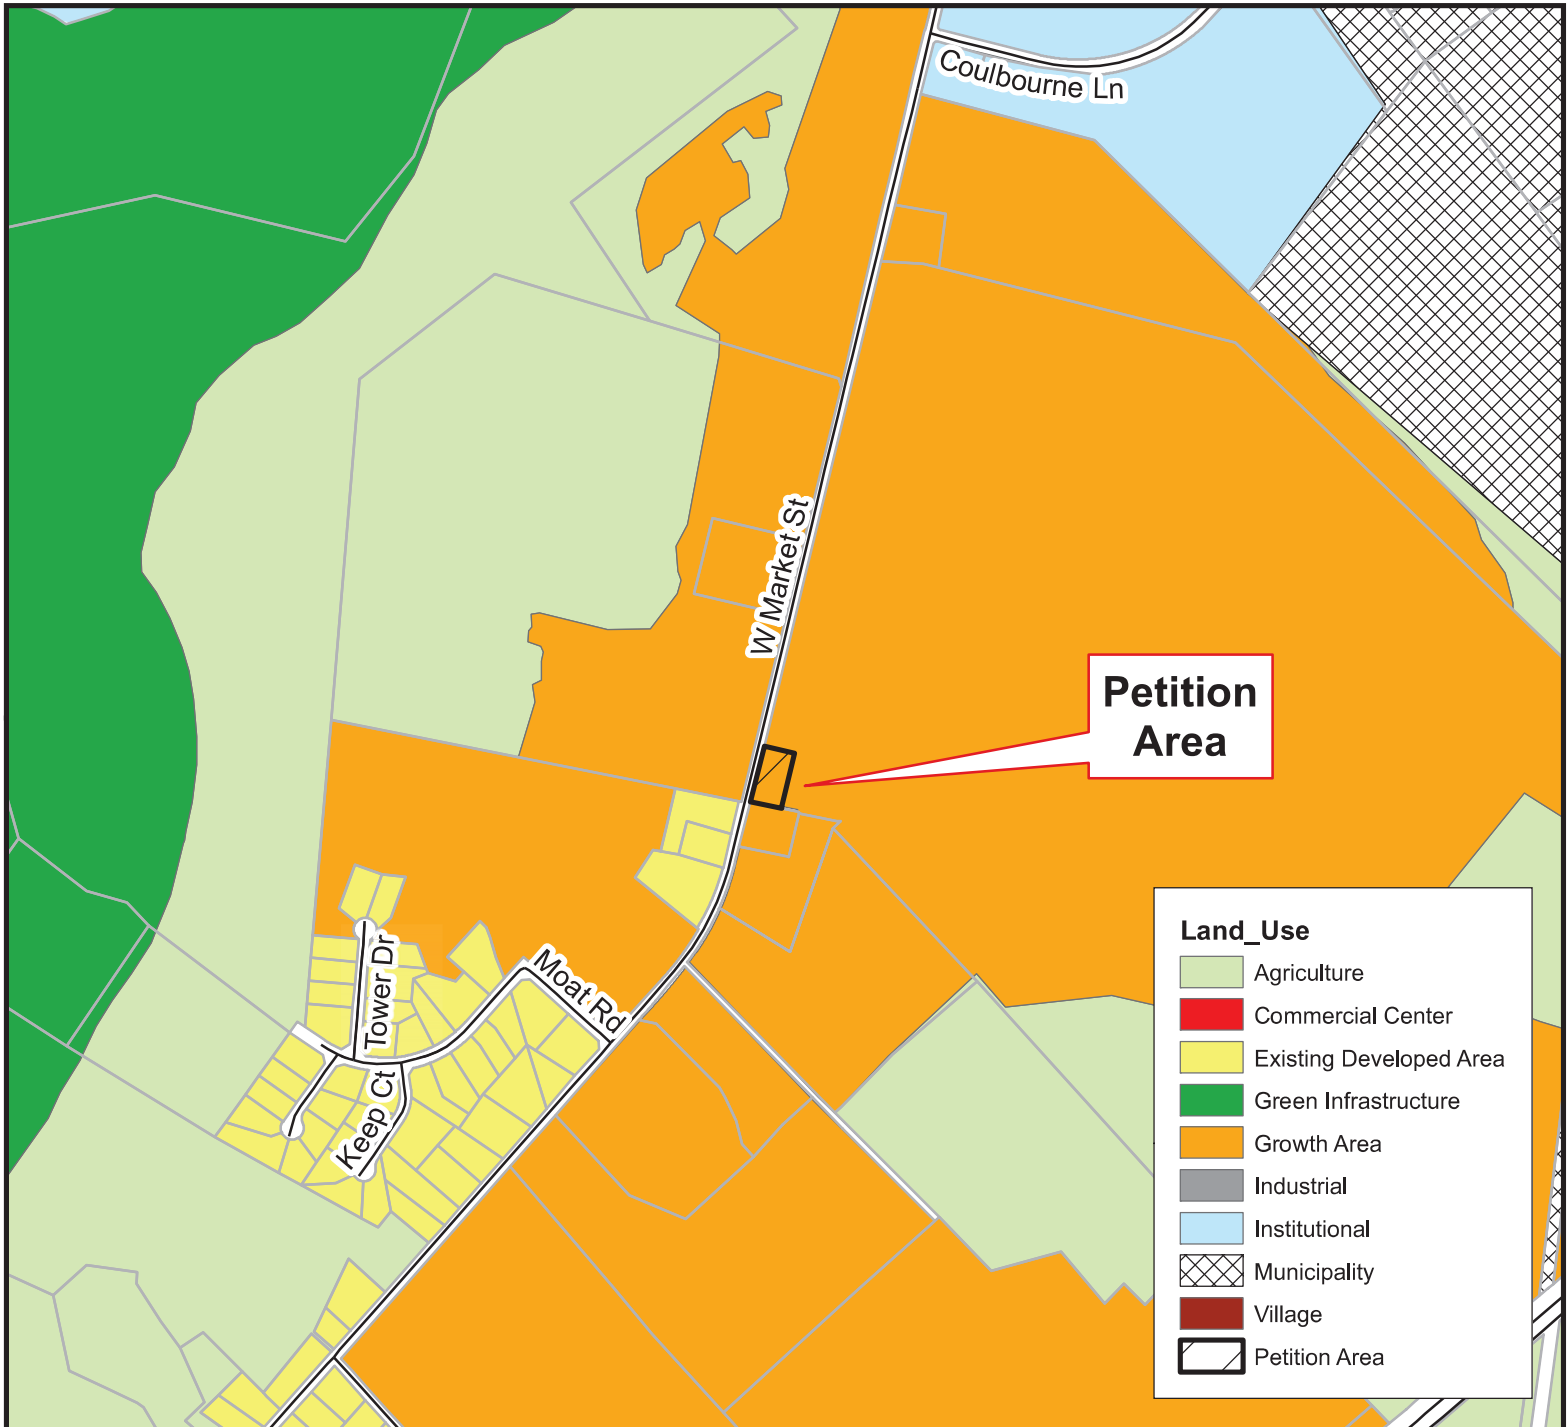 Coulbourne Ln
W Market St
Petition
Area
Tower Dr
Moat Rd
Keep Ct
Land_Use
Agriculture
Commercial Center
Existing Developed Area
Green Infrastructure
Growth Area
Industrial
Institutional
Municipality
Village
Petition Area